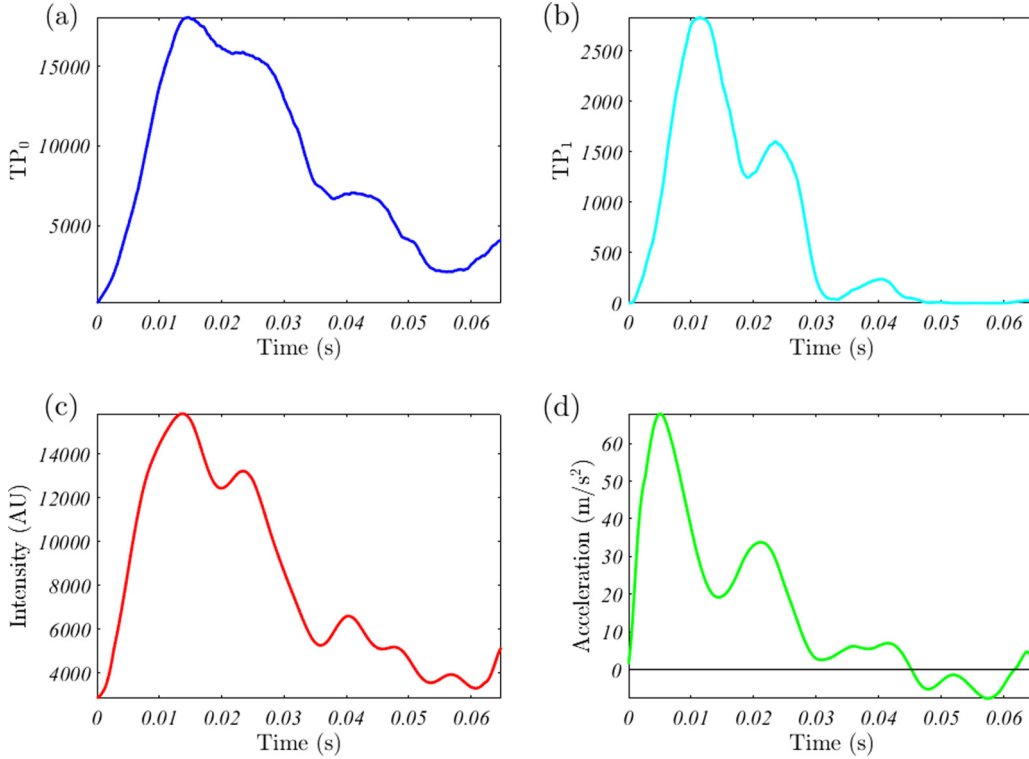 (a)
TP0
15000
10000
5000
0 0.01 0.02 0.03 0.04 0.05 0.06
Time (s)
(b)
TP1
2500
2000
1500
1000
500
0
0 0.01 0.02 0.03 0.04 0.05 0.06
Time (s)
(c)
Intensity (AU)
14000
12000
10000
8000
6000
4000
0 0.01 0.02 0.03 0.04 0.05 0.06
Time (s)
(d)
Acceleration (m/s²)
60
50
40
30
20
10
0
0 0.01 0.02 0.03 0.04 0.05 0.06
Time (s)